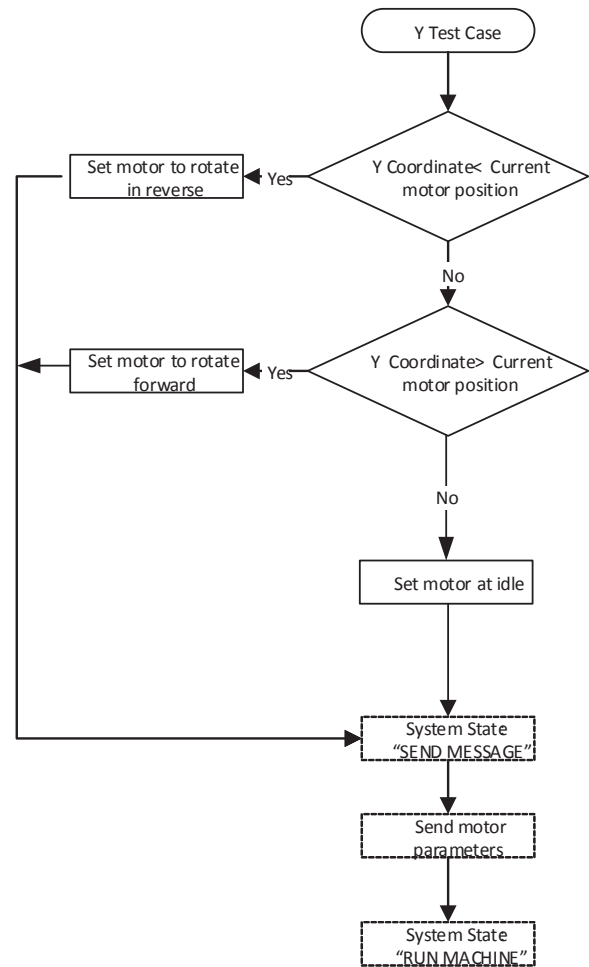 Y Test Case
Y Coordinate< Current
motor position
Yes
Set motor to rotate
in reverse
No
Y Coordinate> Current
motor position
Yes
Set motor to rotate
forward
No
Set motor at idle
System State
“SEND MESSAGE”
Send motor
parameters
System State
“RUN MACHINE”